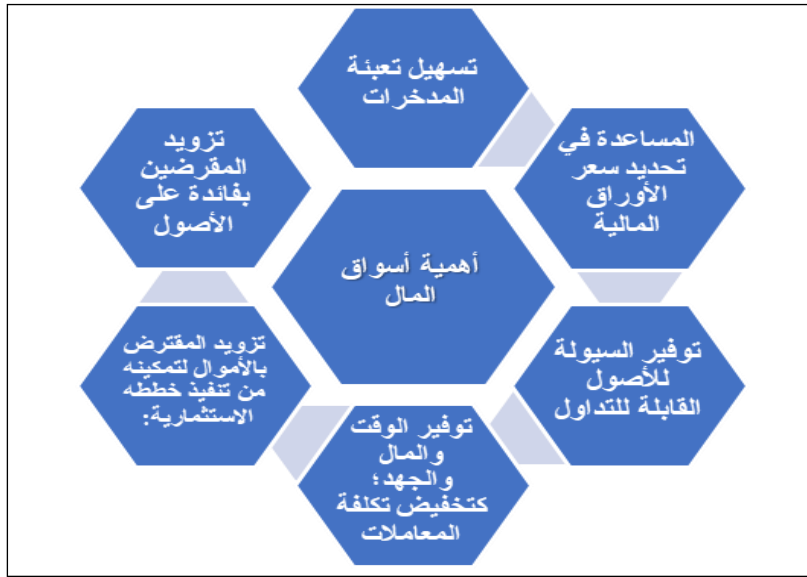 أهمية أسواق
المال
تسهيل تعبئة
المدخرات
المساعدة في
تحديد سعر
الأوراق
المالية
توفير السيولة
للأصول
القابلة للتداول
توفير الوقت
والمال
والجهد؛
كتخفيض تكلفة
المعاملات
تزويد المقترض
بالأموال لتمكينه
من تنفيذ خططه
الاستثمارية:
تزويد
المقرضين
بفائدة على
الأصول